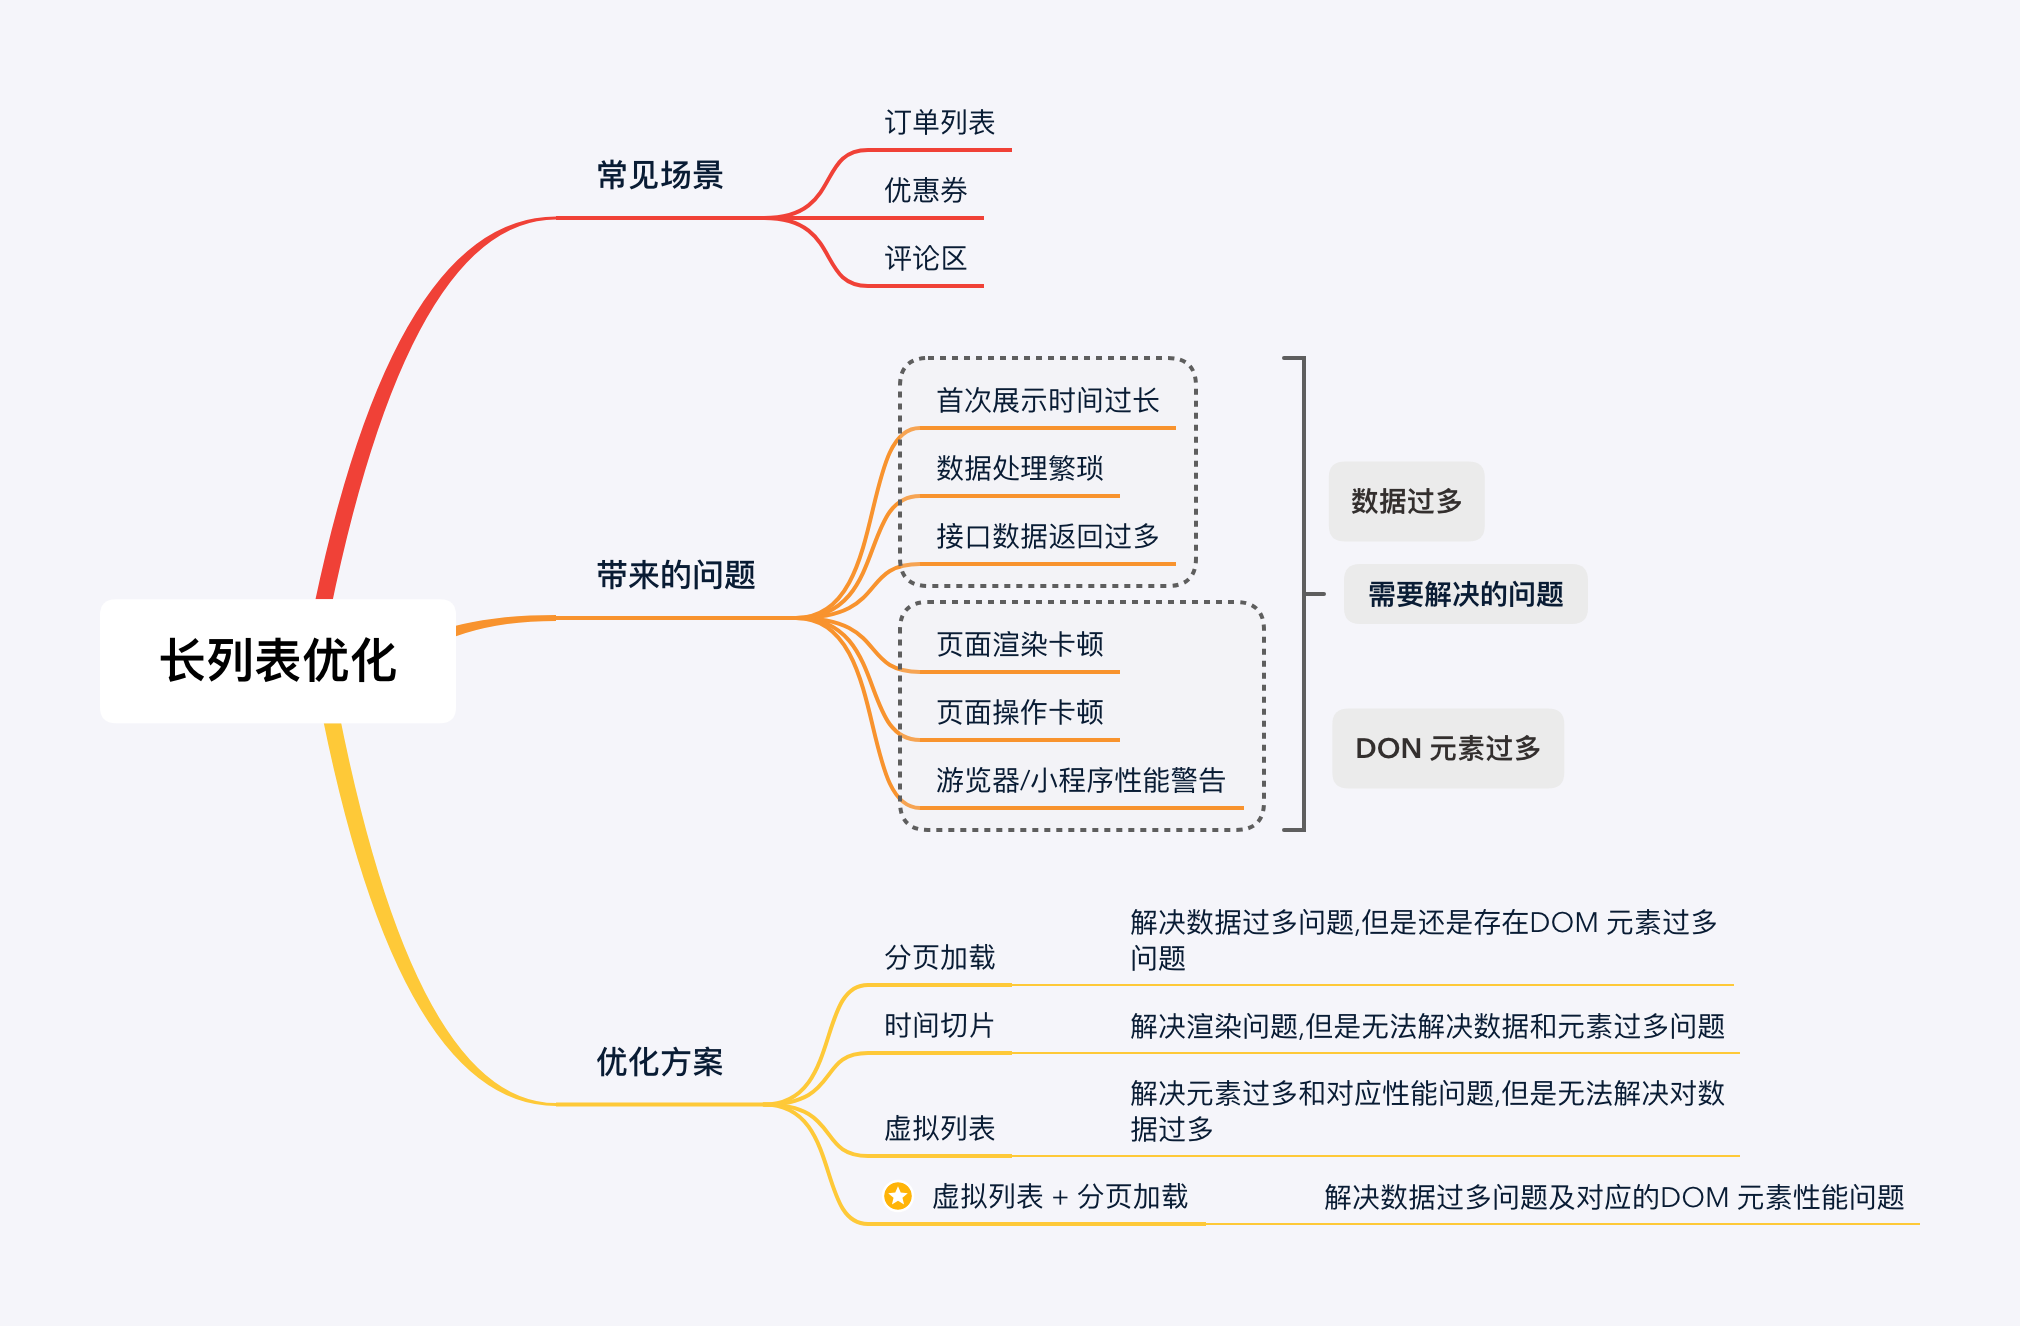 长列表优化
常见场景
订单列表
优惠券
评论区
带来的问题
首次展示时间过长
数据处理繁琐
接口数据返回过多
页面渲染卡顿
页面操作卡顿
游览器/小程序性能警告
数据过多
需要解决的问题
DON 元素过多
优化方案
分页加载
解决数据过多问题,但是还是存在DOM 元素过多
问题
时间切片
解决渲染问题,但是无法解决数据和元素过多问题
虚拟列表
解决元素过多和对应性能问题,但是无法解决对数
据过多
虚拟列表 + 分页加载
解决数据过多问题及对应的DOM 元素性能问题